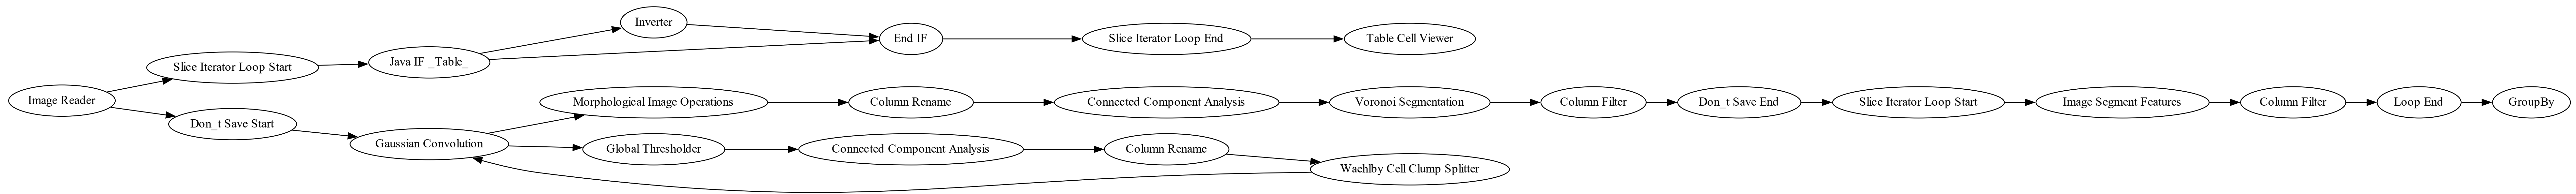 Image Reader
Slice Iterator Loop Start
Java IF _Table_
Inverter
End IF
Slice Iterator Loop End
Table Cell Viewer
Don_t Save Start
Gaussian Convolution
Morphological Image Operations
Column Rename
Connected Component Analysis
Voronoi Segmentation
Column Filter
Don_t Save End
Slice Iterator Loop Start
Image Segment Features
Column Filter
Loop End
GroupBy
Global Thresholder
Connected Component Analysis
Column Rename
Waehlby Cell Clump Splitter